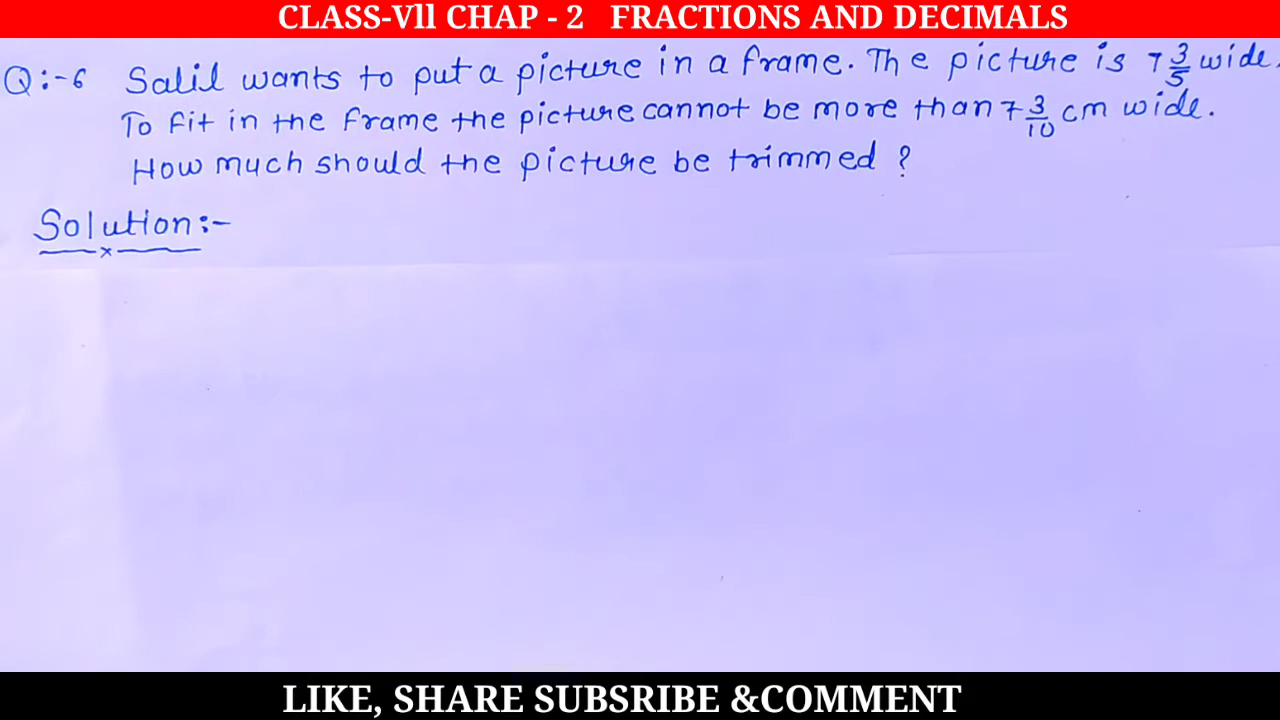 CLASS-Vll CHAP - 2 FRACTIONS AND DECIMALS
Q:-6 Salil wants to put a picture in a frame. The picture is 7 3/5 wide.
To fit in the frame the picture cannot be more than 7 3/10 cm wide.
How much should the picture be trimmed ?
Solution:-
LIKE, SHARE SUBSRIBE &COMMENT